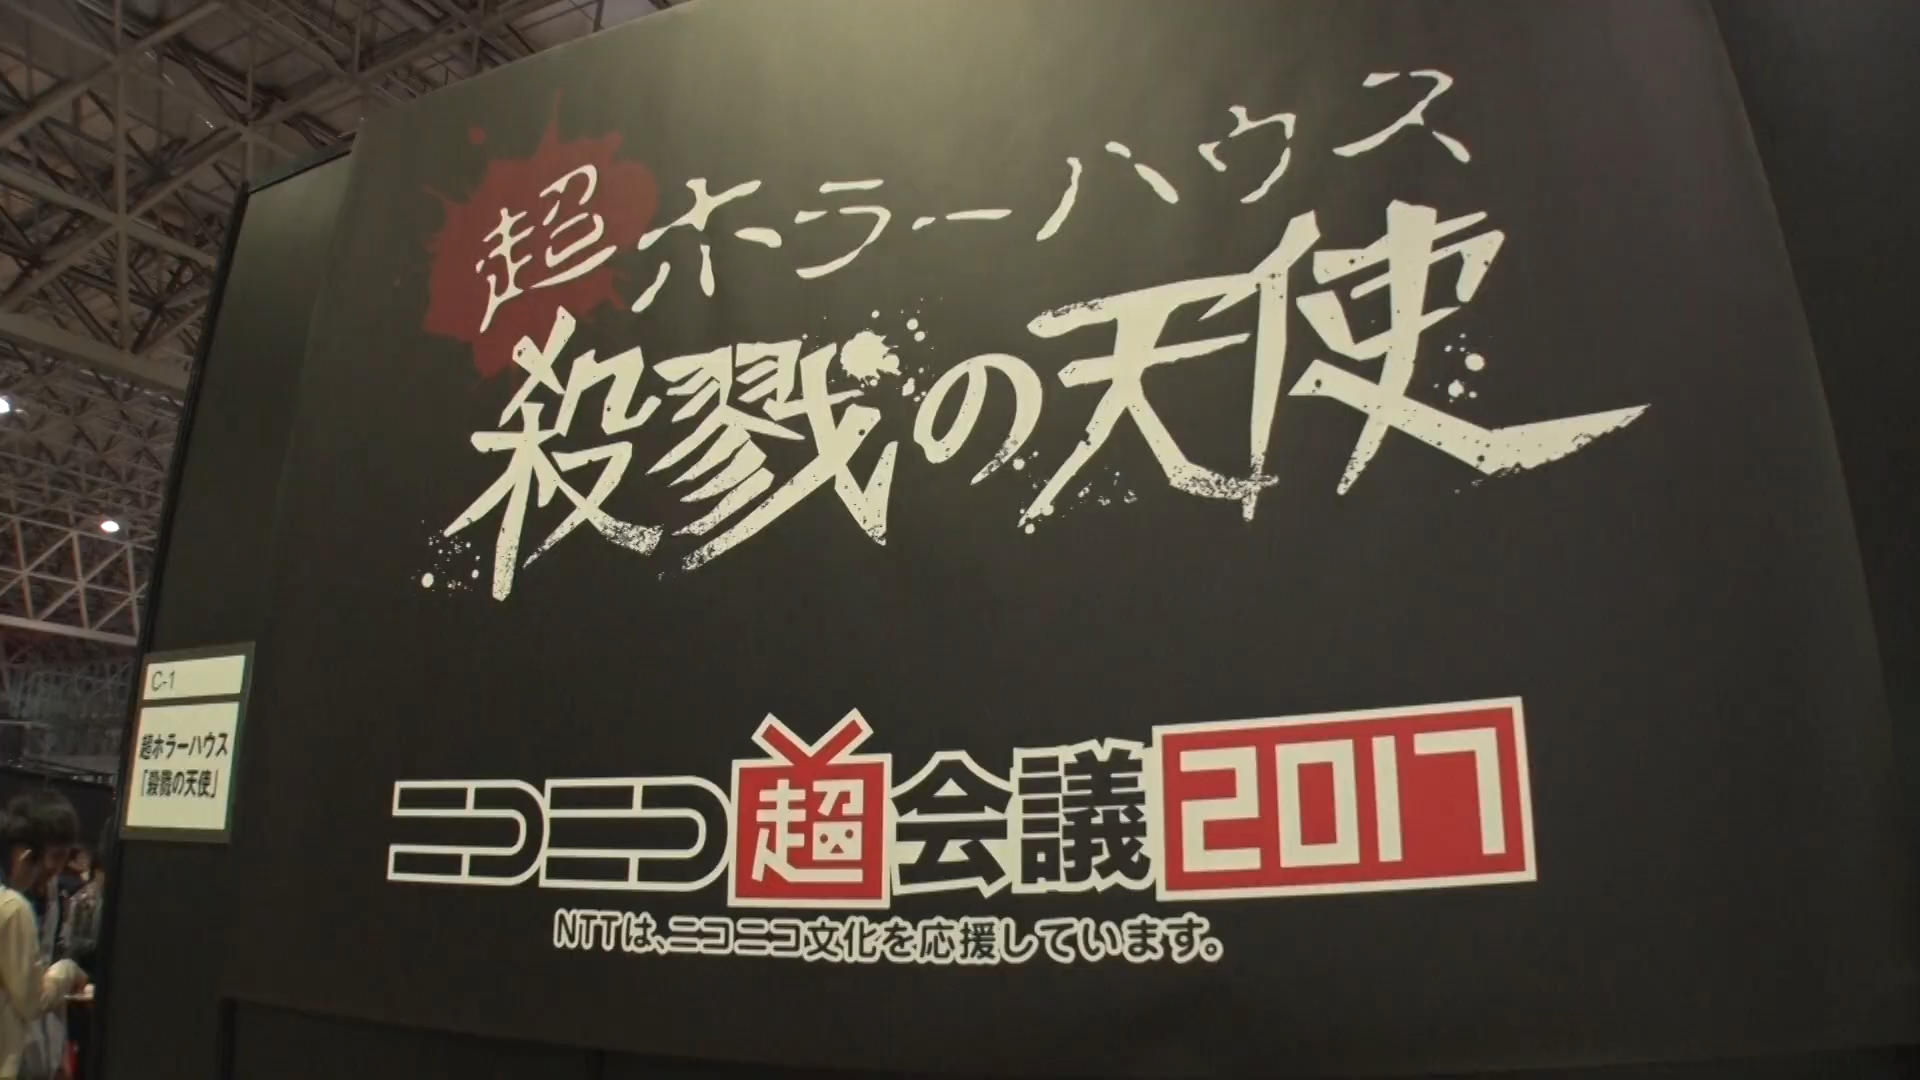 超ホラーハウス
殺戮の天使
C-1
超ホラーハウス
「殺戮の天使」
ニコニコ超会議2017
NTTは、ニコニコ文化を応援しています。